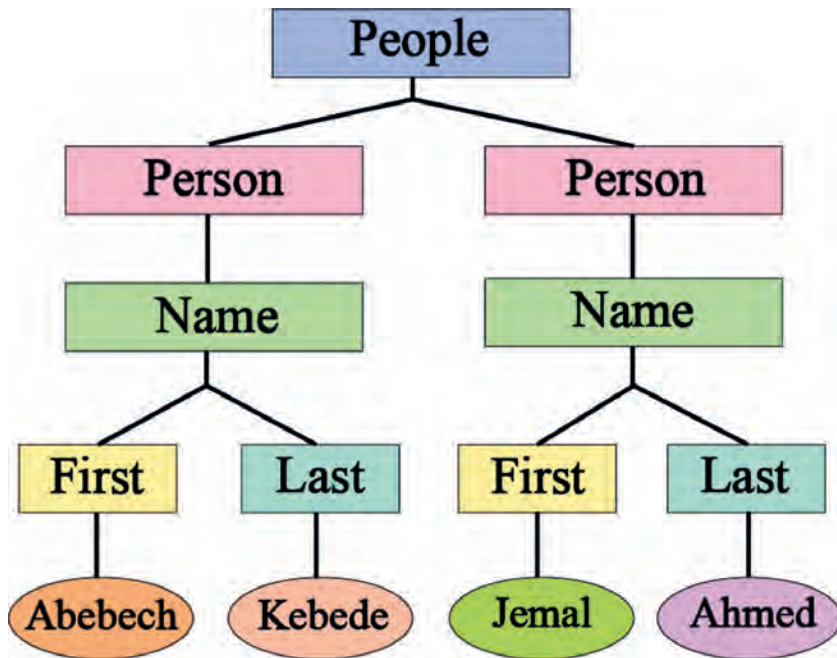 People
Person Person
Name Name
First Last First Last
Abebech Kebede Jemal Ahmed